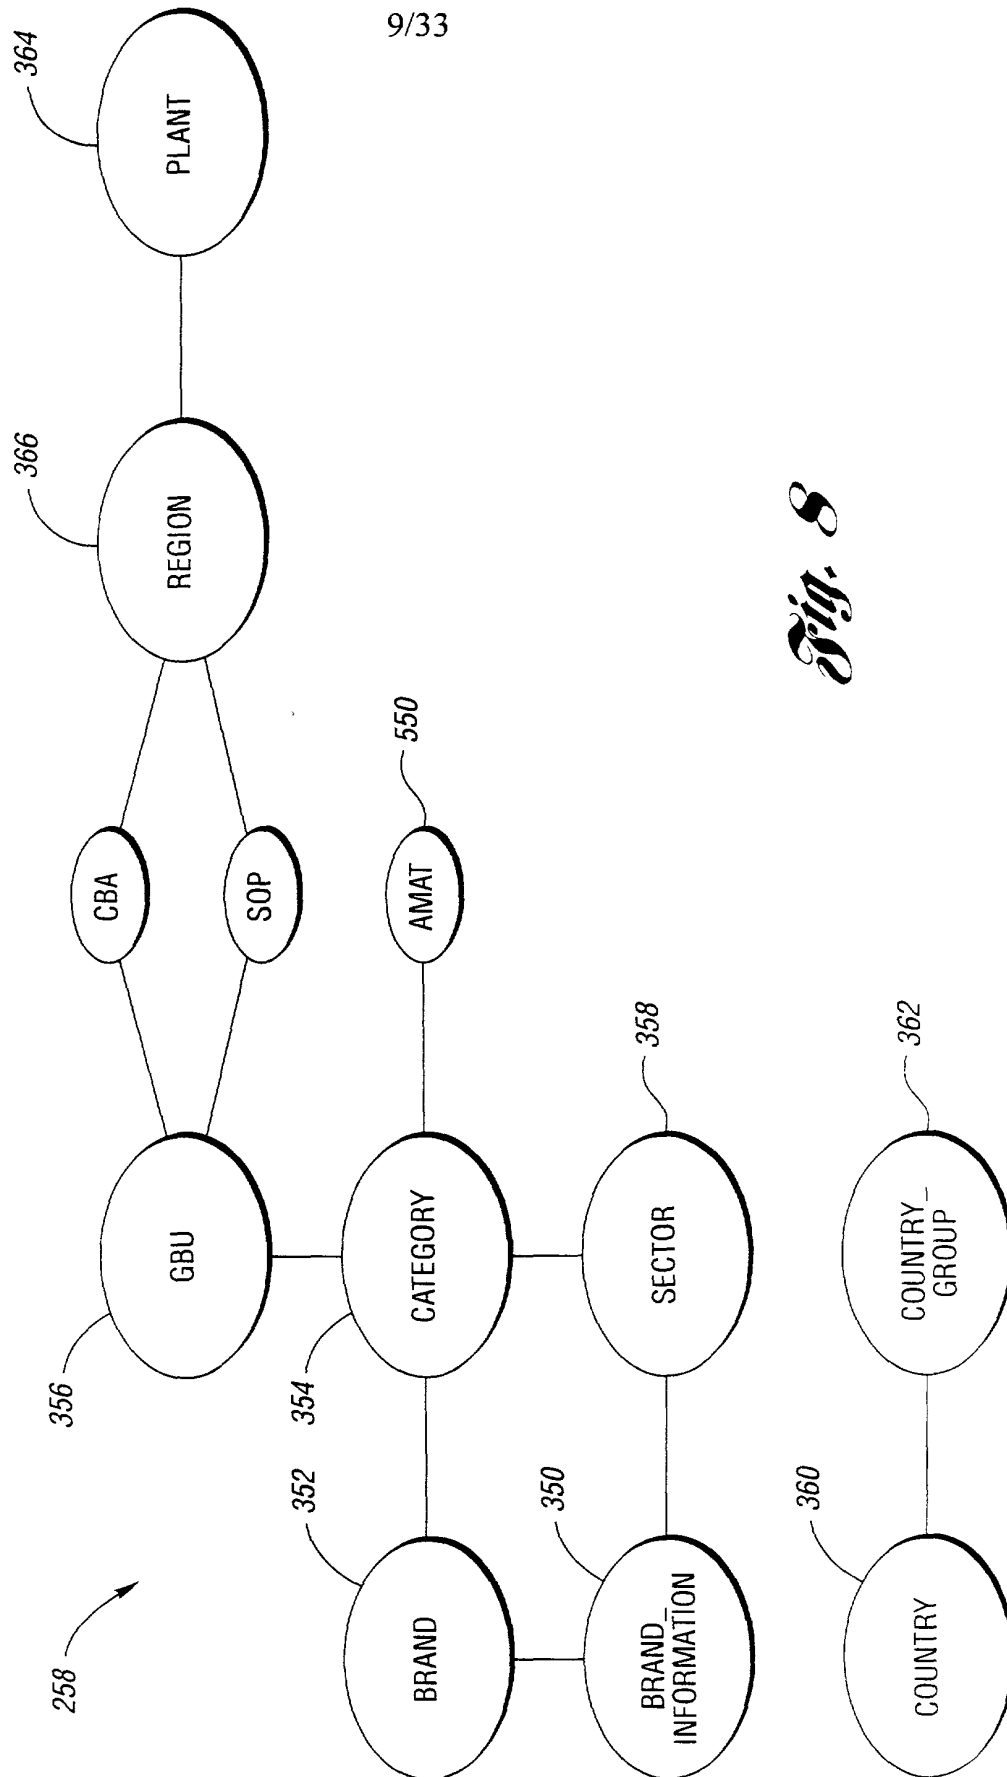 9/33
258
356
GBU
CBA
SOP
366
REGION
364
PLANT
352
BRAND
354
CATEGORY
AMAT
550
350
BRAND_
INFORMATION
SECTOR
358
360
COUNTRY
COUNTRY_
GROUP
362
Fig. 8